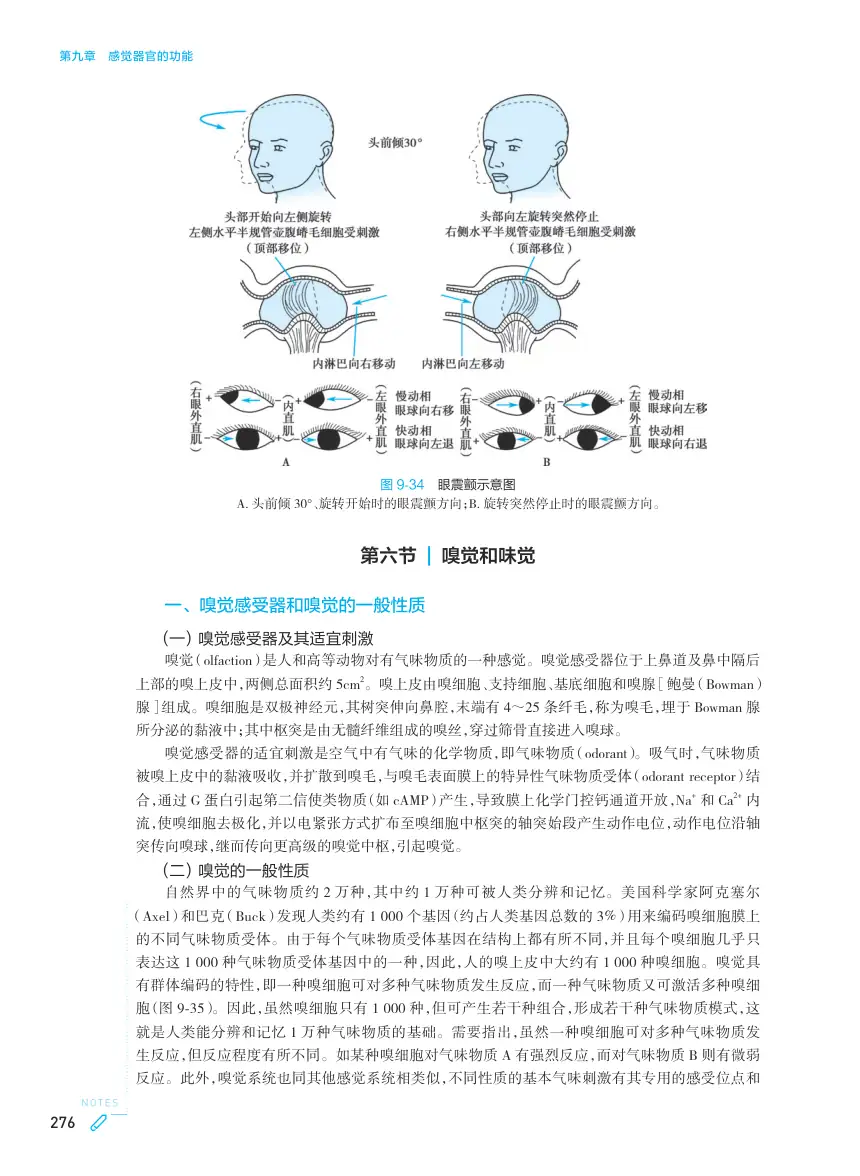 第九章 感觉器官的功能
头前倾30°
头部开始向左侧旋转
左侧水平半规管壶腹嵴毛细胞受刺激
（顶部移位）
头部向左旋转突然停止
右侧水平半规管壶腹嵴毛细胞受刺激
（顶部移位）
内淋巴向右移动
内淋巴向左移动
（右眼外直肌）
+
−
（内直肌）
−
+
+
−
（左眼外直肌）
−
+
慢动相
眼球向右移
快动相
眼球向左退
A
（右眼外直肌）
−
+
（内直肌）
+
−
−
+
（左眼外直肌）
+
−
慢动相
眼球向左移
快动相
眼球向右退
B
图 9-34 眼震颤示意图
A. 头前倾 30°、旋转开始时的眼震颤方向；B. 旋转突然停止时的眼震颤方向。
第六节 | 嗅觉和味觉
一、嗅觉感受器和嗅觉的一般性质
（一）嗅觉感受器及其适宜刺激
嗅觉（olfaction）是人和高等动物对有气味物质的一种感觉。嗅觉感受器位于上鼻道及鼻中隔后
上部的嗅上皮中，两侧总面积约 5cm²。嗅上皮由嗅细胞、支持细胞、基底细胞和嗅腺［鲍曼（Bowman）
腺］组成。嗅细胞是双极神经元，其树突伸向鼻腔，末端有 4～25 条纤毛，称为嗅毛，埋于 Bowman 腺
所分泌的黏液中；其中枢突是由无髓纤维组成的嗅丝，穿过筛骨直接进入嗅球。
嗅觉感受器的适宜刺激是空气中有气味的化学物质，即气味物质（odorant）。吸气时，气味物质
被嗅上皮中的黏液吸收，并扩散到嗅毛，与嗅毛表面膜上的特异性气味物质受体（odorant receptor）结
合，通过 G 蛋白引起第二信使类物质（如 cAMP）产生，导致膜上化学门控钙通道开放，Na⁺ 和 Ca²⁺ 内
流，使嗅细胞去极化，并以电紧张方式扩布至嗅细胞中枢突的轴突始段产生动作电位，动作电位沿轴
突传向嗅球，继而传向更高级的嗅觉中枢，引起嗅觉。
（二）嗅觉的一般性质
自然界中的气味物质约 2 万种，其中约 1 万种可被人类分辨和记忆。美国科学家阿克塞尔
（Axel）和巴克（Buck）发现人类约有 1 000 个基因（约占人类基因总数的 3%）用来编码嗅细胞膜上
的不同气味物质受体。由于每个气味物质受体基因在结构上都有所不同，并且每个嗅细胞几乎只
表达这 1 000 种气味物质受体基因中的一种，因此，人的嗅上皮中大约有 1 000 种嗅细胞。嗅觉具
有群体编码的特性，即一种嗅细胞可对多种气味物质发生反应，而一种气味物质又可激活多种嗅细
胞（图 9-35）。因此，虽然嗅细胞只有 1 000 种，但可产生若干种组合，形成若干种气味物质模式，这
就是人类能分辨和记忆 1 万种气味物质的基础。需要指出，虽然一种嗅细胞可对多种气味物质发
生反应，但反应程度有所不同。如某种嗅细胞对气味物质 A 有强烈反应，而对气味物质 B 则有微弱
反应。此外，嗅觉系统也同其他感觉系统相类似，不同性质的基本气味刺激有其专用的感受位点和
NOTES
276